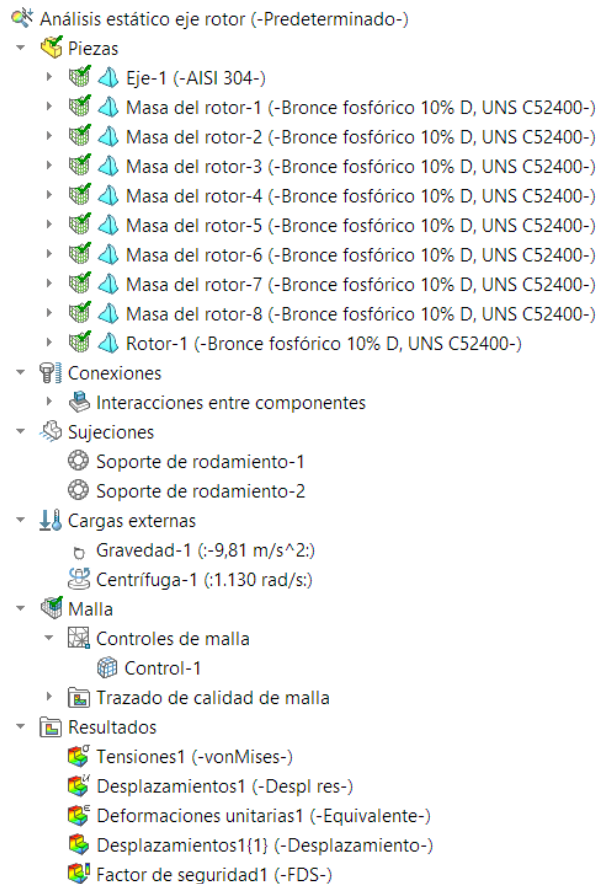 Análisis estático eje rotor (-Predeterminado-)
Piezas
Eje-1 (-AISI 304-)
Masa del rotor-1 (-Bronce fosfórico 10% D, UNS C52400-)
Masa del rotor-2 (-Bronce fosfórico 10% D, UNS C52400-)
Masa del rotor-3 (-Bronce fosfórico 10% D, UNS C52400-)
Masa del rotor-4 (-Bronce fosfórico 10% D, UNS C52400-)
Masa del rotor-5 (-Bronce fosfórico 10% D, UNS C52400-)
Masa del rotor-6 (-Bronce fosfórico 10% D, UNS C52400-)
Masa del rotor-7 (-Bronce fosfórico 10% D, UNS C52400-)
Masa del rotor-8 (-Bronce fosfórico 10% D, UNS C52400-)
Rotor-1 (-Bronce fosfórico 10% D, UNS C52400-)
Conexiones
Interacciones entre componentes
Sujeciones
Soporte de rodamiento-1
Soporte de rodamiento-2
Cargas externas
Gravedad-1 (:-9,81 m/s^2:)
Centrífuga-1 (:1.130 rad/s:)
Malla
Controles de malla
Control-1
Trazado de calidad de malla
Resultados
Tensiones1 (-vonMises-)
Desplazamientos1 (-Despl res-)
Deformaciones unitarias1 (-Equivalente-)
Desplazamientos1{1} (-Desplazamiento-)
Factor de seguridad1 (-FDS-)